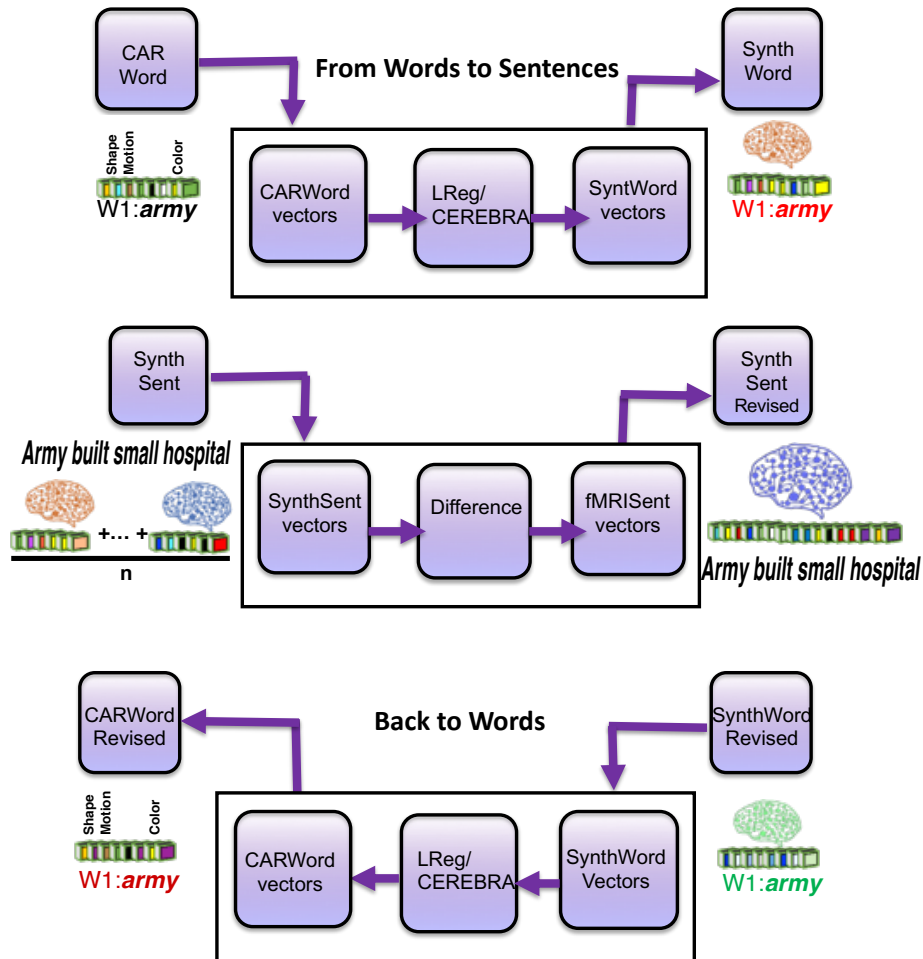 CAR
Word
From Words to Sentences
Synth
Word
Shape
Motion
Color
W1:army
CARWord
vectors
LReg/
CEREBRA
SyntWord
vectors
W1:army
Synth
Sent
Synth
Sent
Revised
Army built small hospital
+... +
n
SynthSent
vectors
Difference
fMRISent
vectors
Army built small hospital
CARWord
Revised
Back to Words
SynthWord
Revised
Shape
Motion
Color
W1:army
CARWord
vectors
LReg/
CEREBRA
SynthWord
Vectors
W1:army